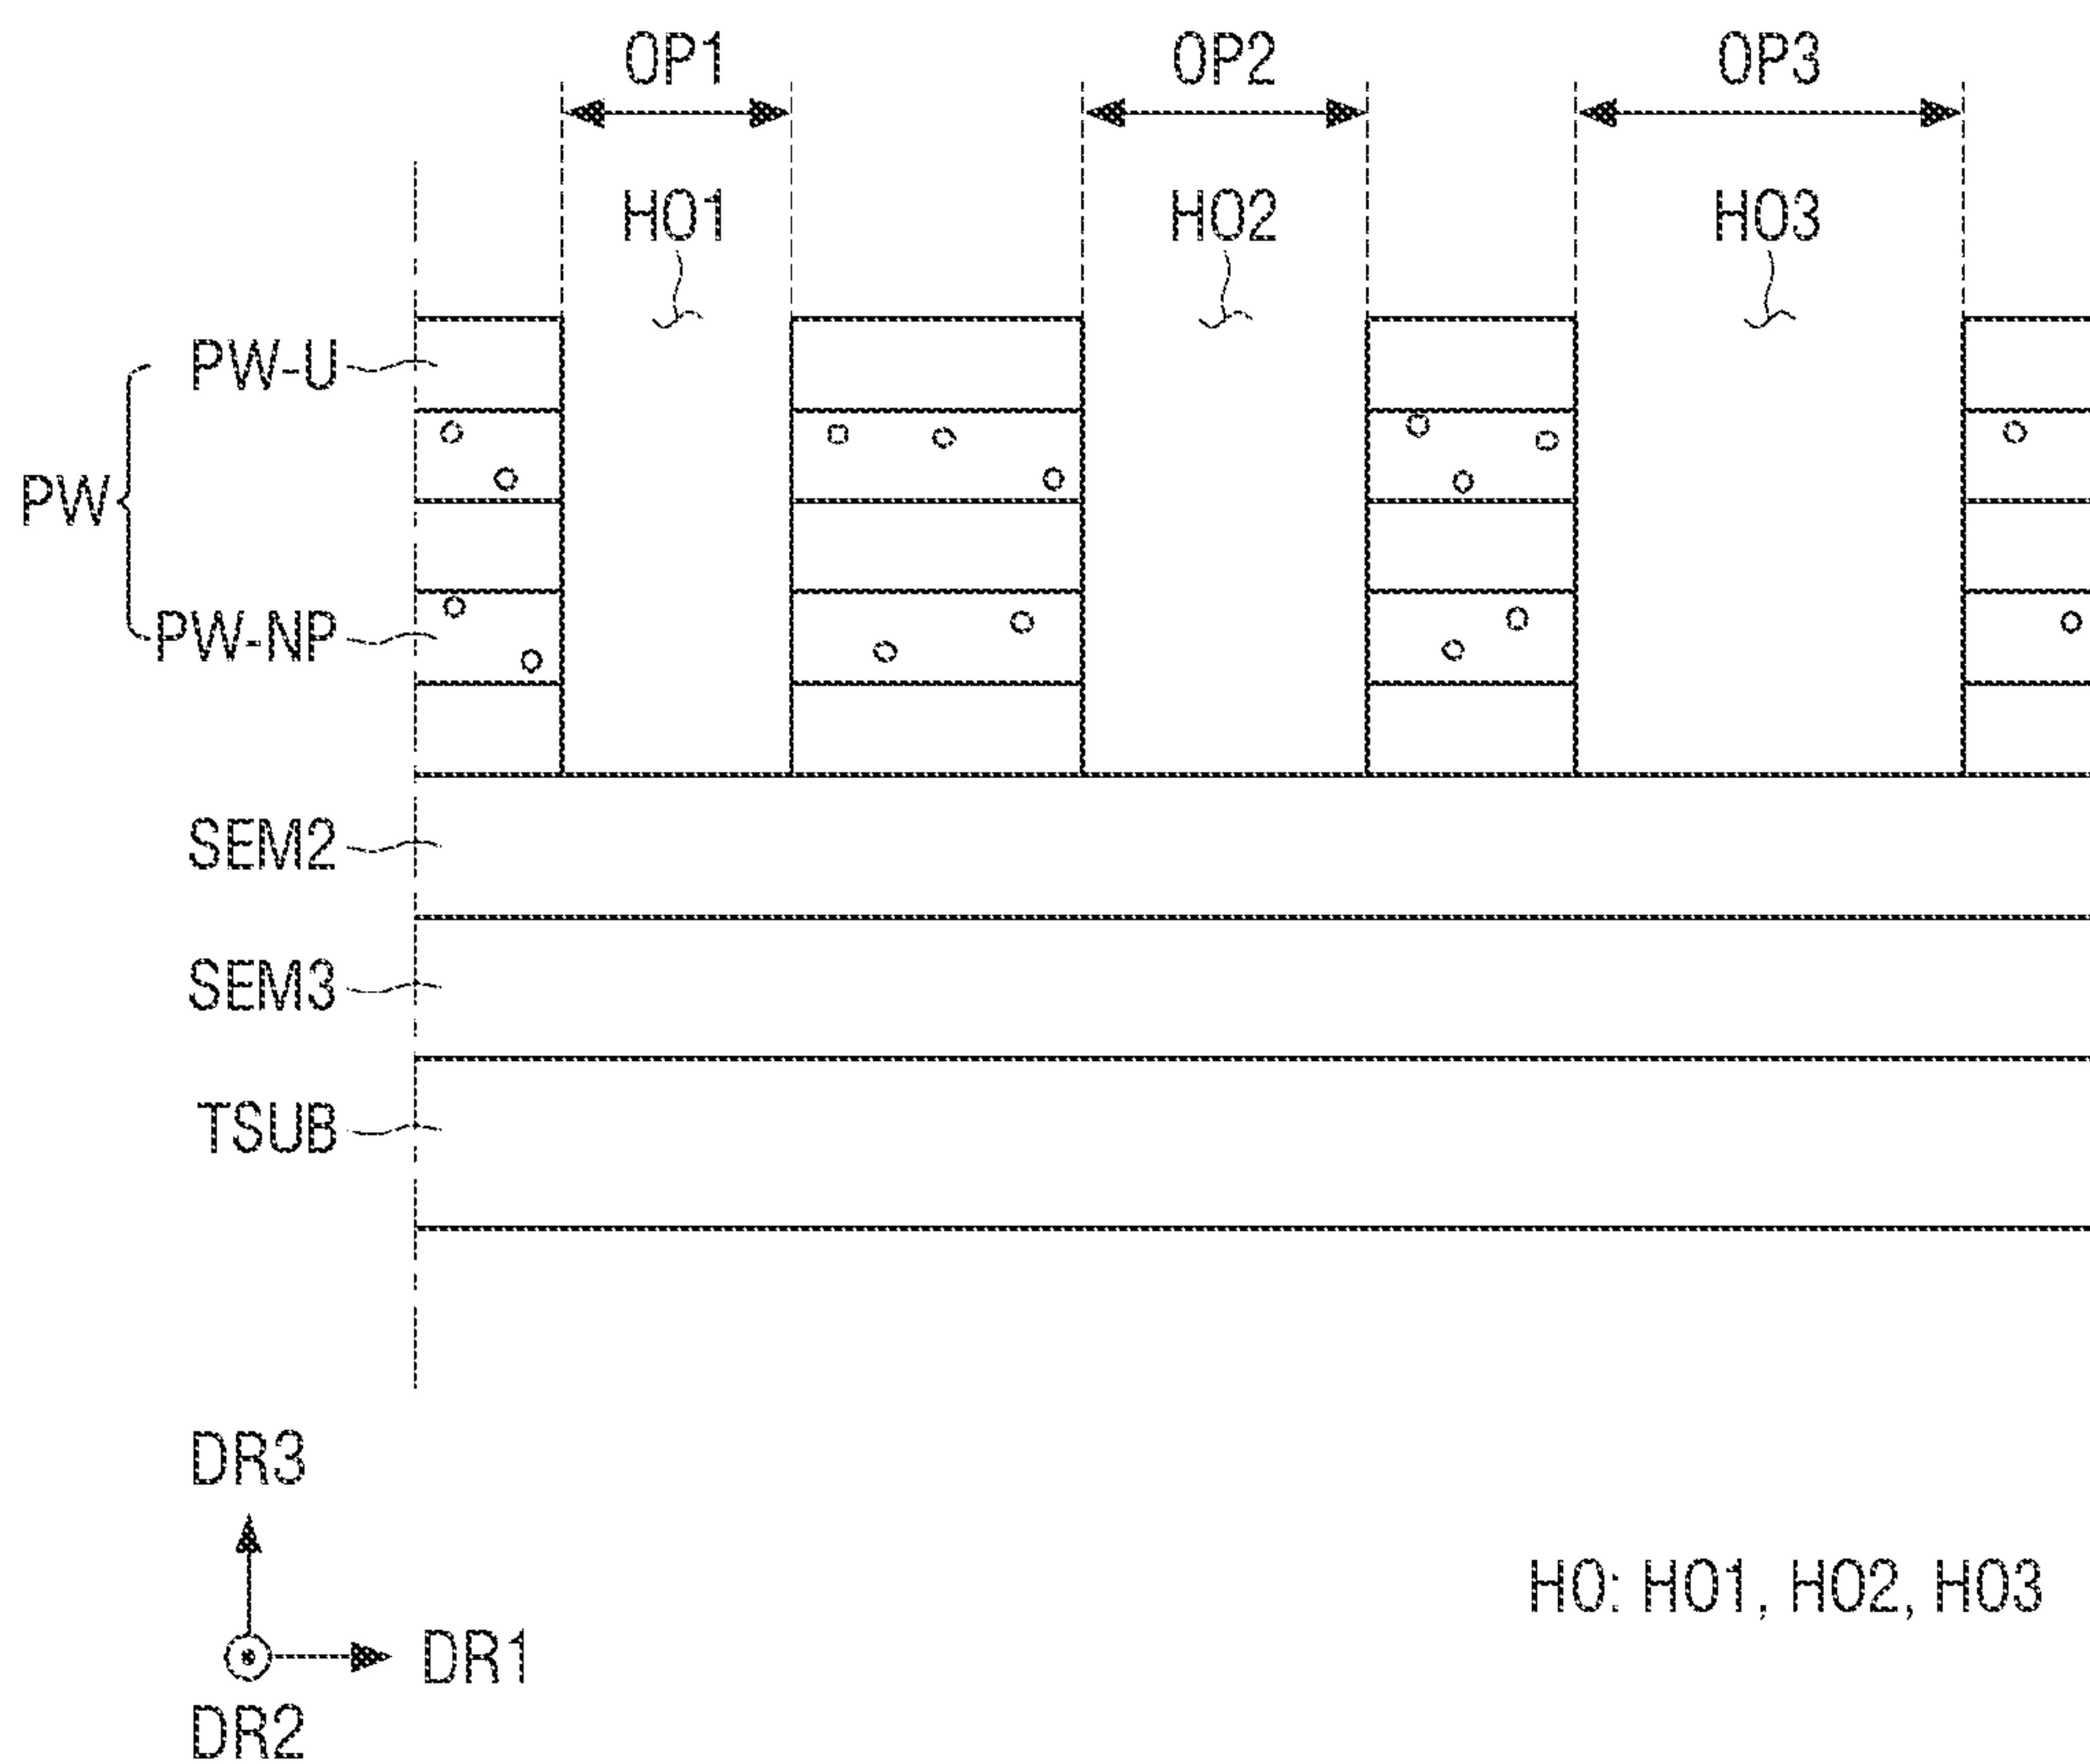 OP1 OP2 OP3
HO1 HO2 HO3
PW-U
PW
PW-NP
SEM2
SEM3
TSUB
DR3
HO: HO1, HO2, HO3
DR1
DR2